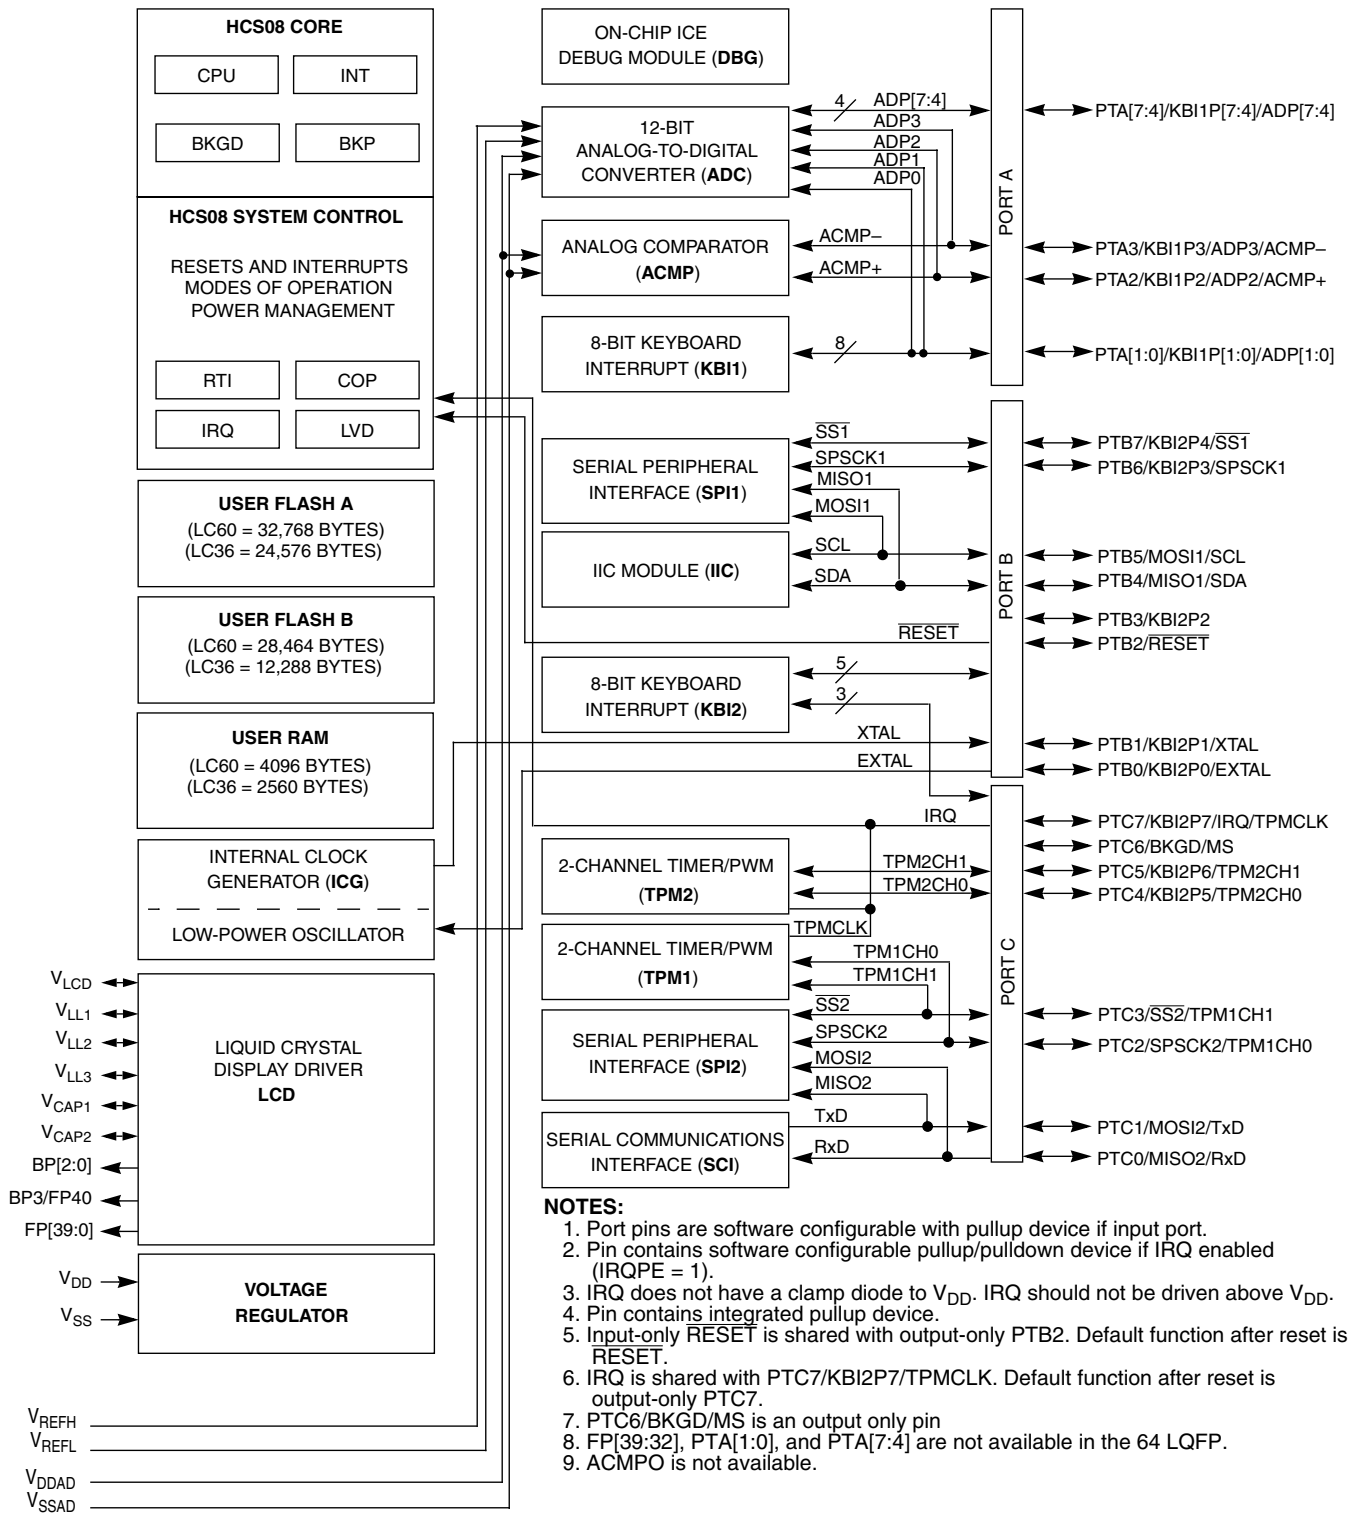 HCS08 CORE
CPU
INT
BKGD
BKP
HCS08 SYSTEM CONTROL
RESETS AND INTERRUPTS
MODES OF OPERATION
POWER MANAGEMENT
RTI
COP
IRQ
LVD
USER FLASH A
(LC60 = 32,768 BYTES)
(LC36 = 24,576 BYTES)
USER FLASH B
(LC60 = 28,464 BYTES)
(LC36 = 12,288 BYTES)
USER RAM
(LC60 = 4096 BYTES)
(LC36 = 2560 BYTES)
INTERNAL CLOCK
GENERATOR (ICG)
LOW-POWER OSCILLATOR
VLCD
VLL1
VLL2
VLL3
VCAP1
VCAP2
BP[2:0]
BP3/FP40
FP[39:0]
LIQUID CRYSTAL
DISPLAY DRIVER
LCD
VDD
VSS
VOLTAGE
REGULATOR
VREFH
VREFL
VDDAD
VSSAD
ON-CHIP ICE
DEBUG MODULE (DBG)
12-BIT
ANALOG-TO-DIGITAL
CONVERTER (ADC)
4
ADP[7:4]
ADP3
ADP2
ADP1
ADP0
ANALOG COMPARATOR
(ACMP)
ACMP–
ACMP+
8-BIT KEYBOARD
INTERRUPT (KBI1)
8
PORT A
PTA[7:4]/KBI1P[7:4]/ADP[7:4]
PTA3/KBI1P3/ADP3/ACMP–
PTA2/KBI1P2/ADP2/ACMP+
PTA[1:0]/KBI1P[1:0]/ADP[1:0]
SERIAL PERIPHERAL
INTERFACE (SPI1)
SS1
SPSCK1
MISO1
MOSI1
IIC MODULE (IIC)
SCL
SDA
RESET
8-BIT KEYBOARD
INTERRUPT (KBI2)
5
3
XTAL
EXTAL
PORT B
PTB7/KBI2P4/SS1
PTB6/KBI2P3/SPSCK1
PTB5/MOSI1/SCL
PTB4/MISO1/SDA
PTB3/KBI2P2
PTB2/RESET
PTB1/KBI2P1/XTAL
PTB0/KBI2P0/EXTAL
IRQ
2-CHANNEL TIMER/PWM
(TPM2)
TPM2CH1
TPM2CH0
TPMCLK
2-CHANNEL TIMER/PWM
(TPM1)
TPM1CH0
TPM1CH1
SERIAL PERIPHERAL
INTERFACE (SPI2)
SS2
SPSCK2
MOSI2
MISO2
SERIAL COMMUNICATIONS
INTERFACE (SCI)
TxD
RxD
PORT C
PTC7/KBI2P7/IRQ/TPMCLK
PTC6/BKGD/MS
PTC5/KBI2P6/TPM2CH1
PTC4/KBI2P5/TPM2CH0
PTC3/SS2/TPM1CH1
PTC2/SPSCK2/TPM1CH0
PTC1/MOSI2/TxD
PTC0/MISO2/RxD
NOTES:
1. Port pins are software configurable with pullup device if input port.
2. Pin contains software configurable pullup/pulldown device if IRQ enabled
(IRQPE = 1).
3. IRQ does not have a clamp diode to VDD. IRQ should not be driven above VDD.
4. Pin contains integrated pullup device.
5. Input-only RESET is shared with output-only PTB2. Default function after reset is
RESET.
6. IRQ is shared with PTC7/KBI2P7/TPMCLK. Default function after reset is
output-only PTC7.
7. PTC6/BKGD/MS is an output only pin
8. FP[39:32], PTA[1:0], and PTA[7:4] are not available in the 64 LQFP.
9. ACMPO is not available.